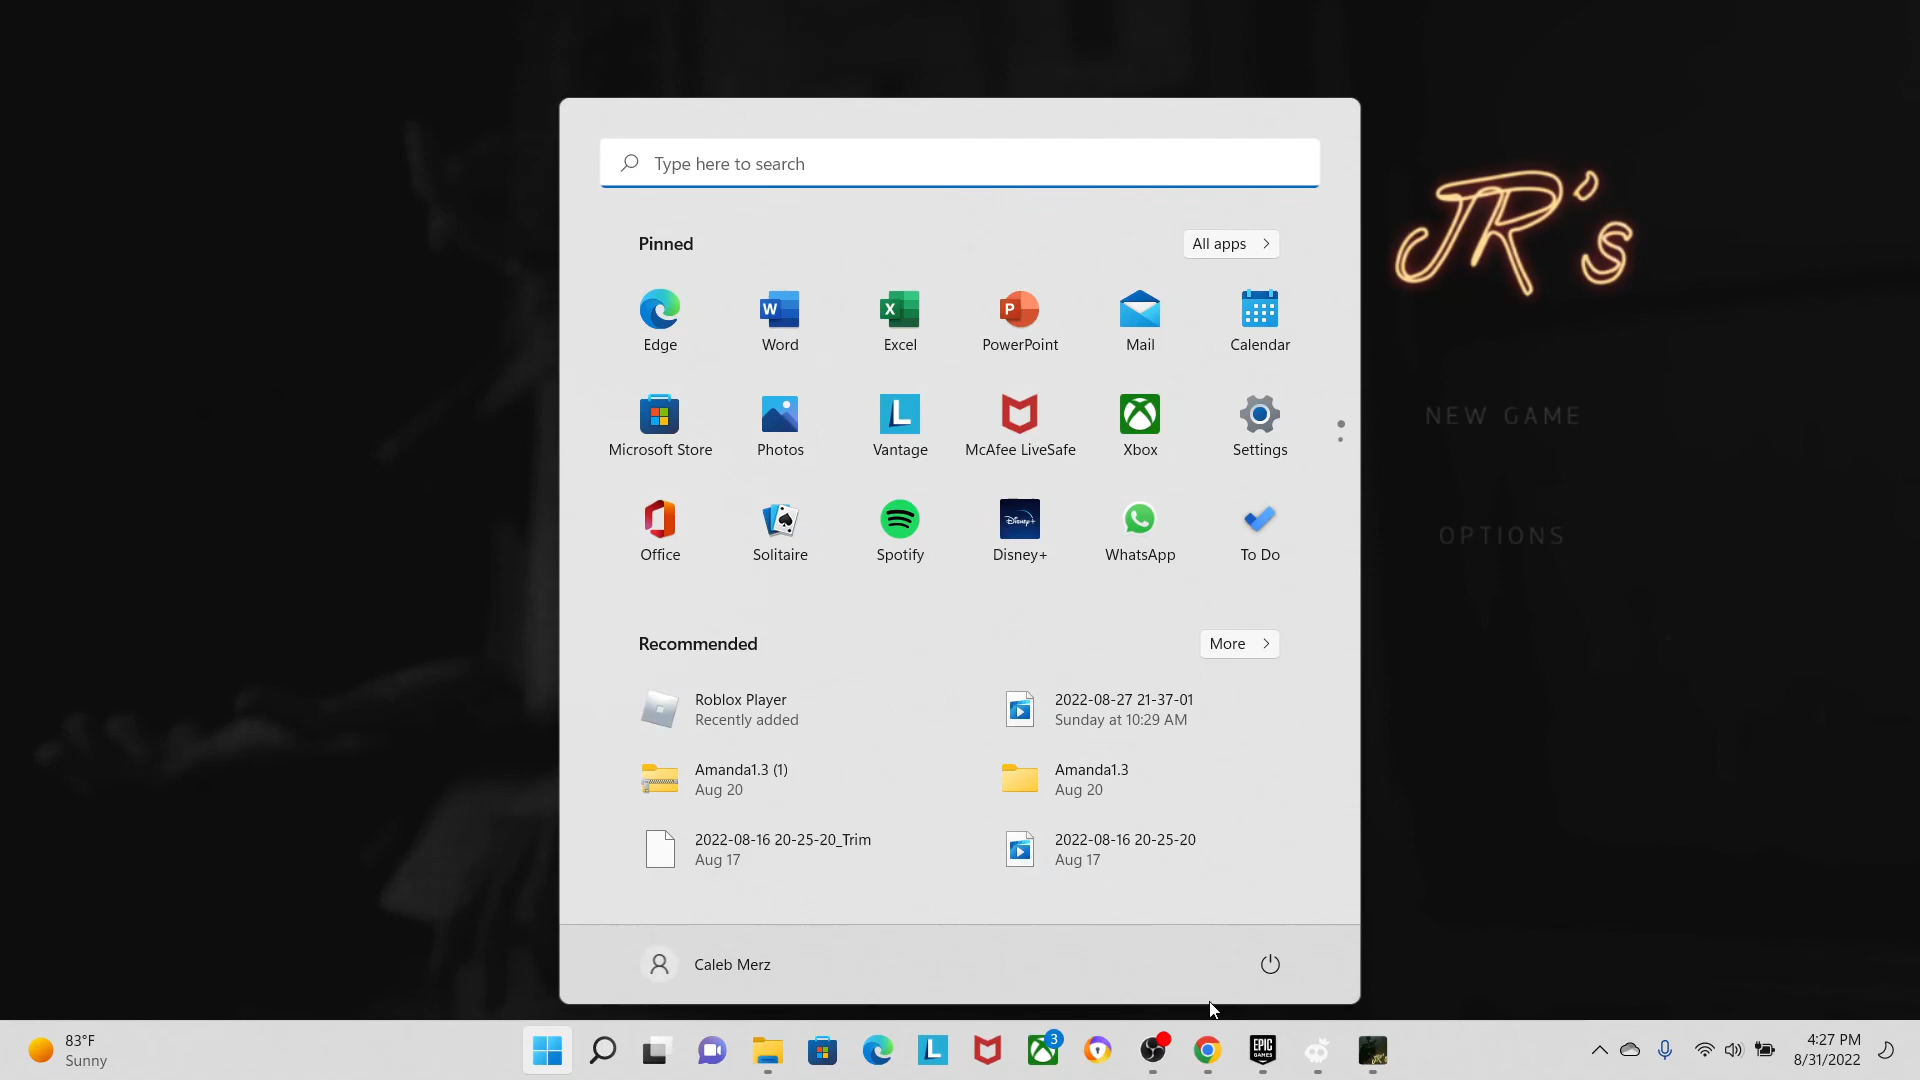 Type here to search
Pinned
All apps
Edge
Word
Excel
PowerPoint
Mail
Calendar
Microsoft Store
Photos
Vantage
McAfee LiveSafe
Xbox
Settings
Office
Solitaire
Spotify
Disney+
WhatsApp
To Do
Recommended
More
Roblox Player
Recently added
2022-08-27 21-37-01
Sunday at 10:29 AM
Amanda1.3 (1)
Aug 20
Amanda1.3
Aug 20
2022-08-16 20-25-20_Trim
Aug 17
2022-08-16 20-25-20
Aug 17
Caleb Merz
JR's
NEW GAME
OPTIONS
83°F
Sunny
3
EPIC
GAMES
4:27 PM
8/31/2022